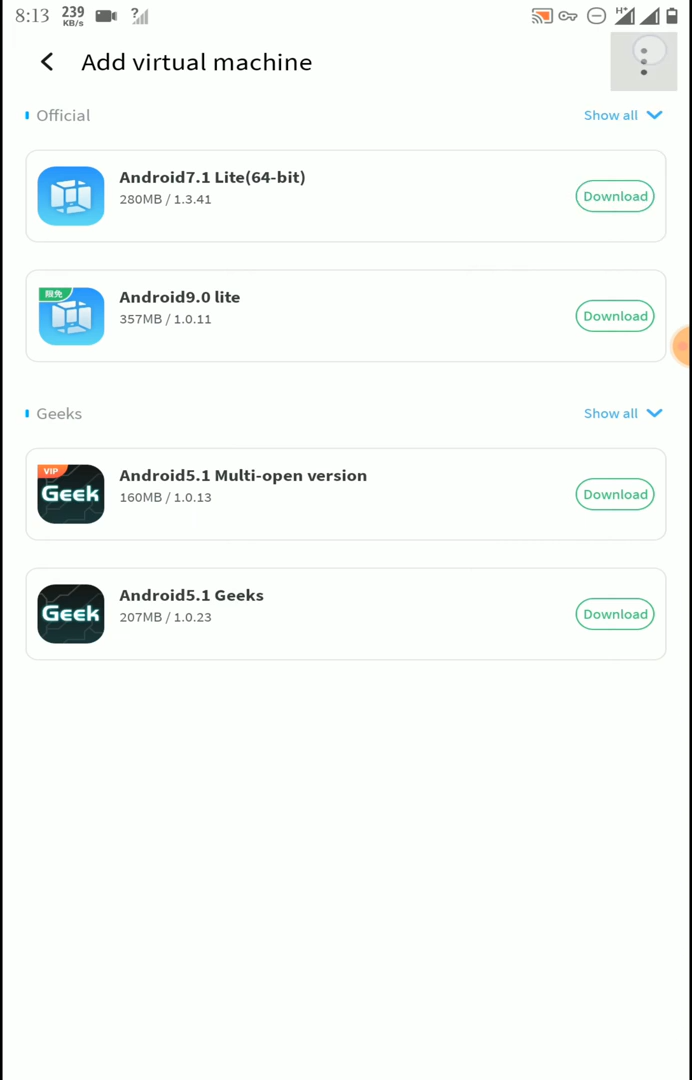 8:13 239 KB/s ? H+
Add virtual machine
Official Show all
Android7.1 Lite(64-bit)
280MB / 1.3.41
Download
限免
Android9.0 lite
357MB / 1.0.11
Download
Geeks Show all
VIP
Geek
Android5.1 Multi-open version
160MB / 1.0.13
Download
Geek
Android5.1 Geeks
207MB / 1.0.23
Download